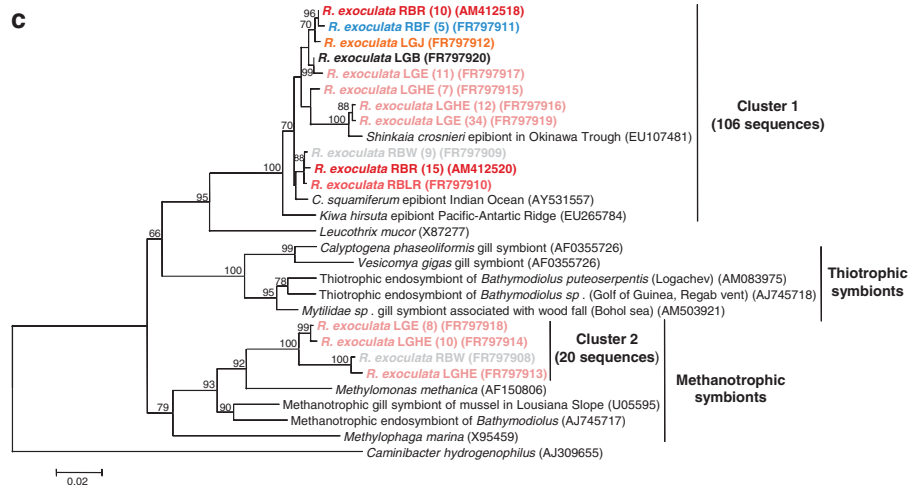 c
R. exoculata RBR (10) (AM412518)
R. exoculata RBF (5) (FR797911)
R. exoculata LGJ (FR797912)
R. exoculata LGB (FR797920)
R. exoculata LGE (11) (FR797917)
R. exoculata LGHE (7) (FR797915)
R. exoculata LGHE (12) (FR797916)
R. exoculata LGE (34) (FR797919)
Shinkaia crosnieri epibiont in Okinawa Trough (EU107481)
R. exoculata RBW (9) (FR797909)
R. exoculata RBR (15) (AM412520)
R. exoculata RBLR (FR797910)
C. squamiferum epibiont Indian Ocean (AY531557)
Kiwa hirsuta epibiont Pacific-Antartic Ridge (EU265784)
Leucothrix mucor (X87277)
Calyptogena phaseoliformis gill symbiont (AF0355726)
Vesicomya gigas gill symbiont (AF0355726)
Thiotrophic endosymbiont of Bathymodiolus puteoserpentis (Logachev) (AM083975)
Thiotrophic endosymbiont of Bathymodiolus sp. (Golf of Guinea, Regab vent) (AJ745718)
Mytilidae sp. gill symbiont associated with wood fall (Bohol sea) (AM503921)
R. exoculata LGE (8) (FR797918)
R. exoculata LGHE (10) (FR797914)
R. exoculata RBW (FR797908)
R. exoculata LGHE (FR797913)
Methylomonas methanica (AF150806)
Methanotrophic gill symbiont of mussel in Lousiana Slope (U05595)
Methanotrophic endosymbiont of Bathymodiolus (AJ745717)
Methylophaga marina (X95459)
Caminibacter hydrogenophilus (AJ309655)
Cluster 1
(106 sequences)
Thiotrophic
symbionts
Cluster 2
(20 sequences)
Methanotrophic
symbionts
96
70
99
88
100
70
88
100
95
66
99
100
78
95
99
100
100
92
93
90
79
0.02